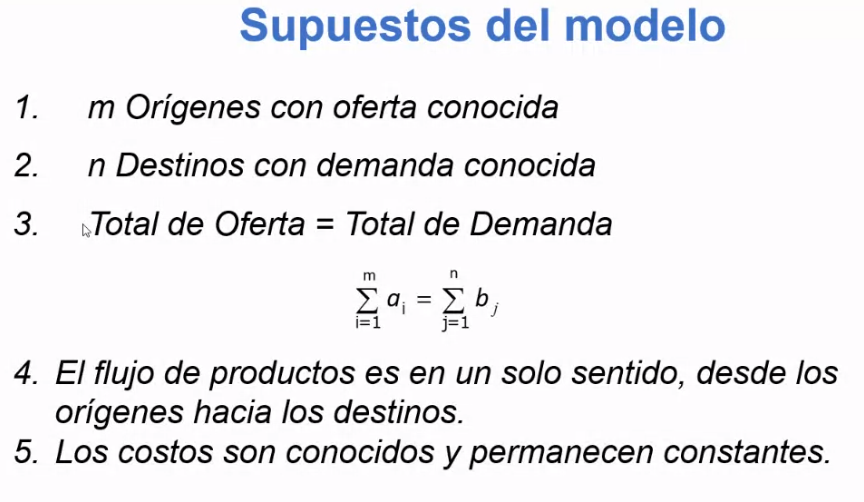 Supuestos del modelo
1. m Orígenes con oferta conocida
2. n Destinos con demanda conocida
3. Total de Oferta = Total de Demanda
∑_{i=1}^{m} a_i = ∑_{j=1}^{n} b_j
4. El flujo de productos es en un solo sentido, desde los
orígenes hacia los destinos.
5. Los costos son conocidos y permanecen constantes.